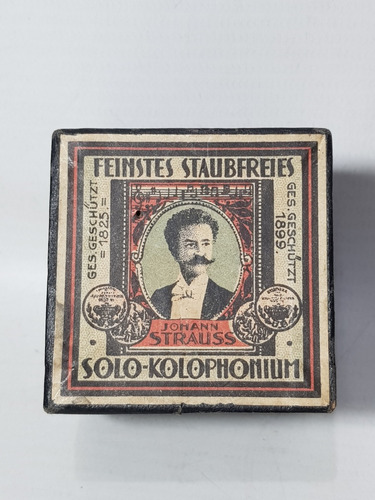 FEINSTES STAUBFREIES
GES. GESCHÜTZT
= 1825 =
GES. GESCHÜTZT
1899.
JOHANN
STRAUSS
· SOLO-KOLOPHONIUM ·